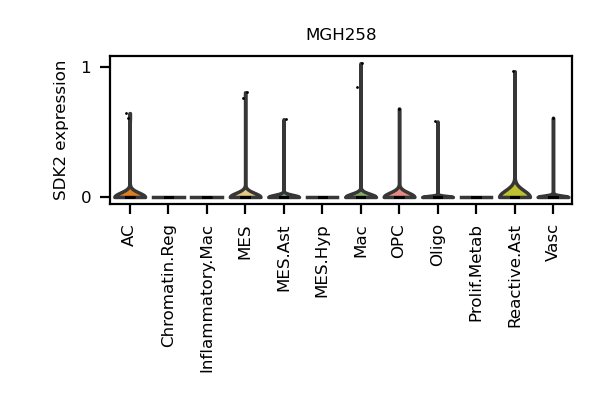 MGH258
SDK2 expression
1
0
AC
Chromatin.Reg
Inflammatory.Mac
MES
MES.Ast
MES.Hyp
Mac
OPC
Oligo
Prolif.Metab
Reactive.Ast
Vasc